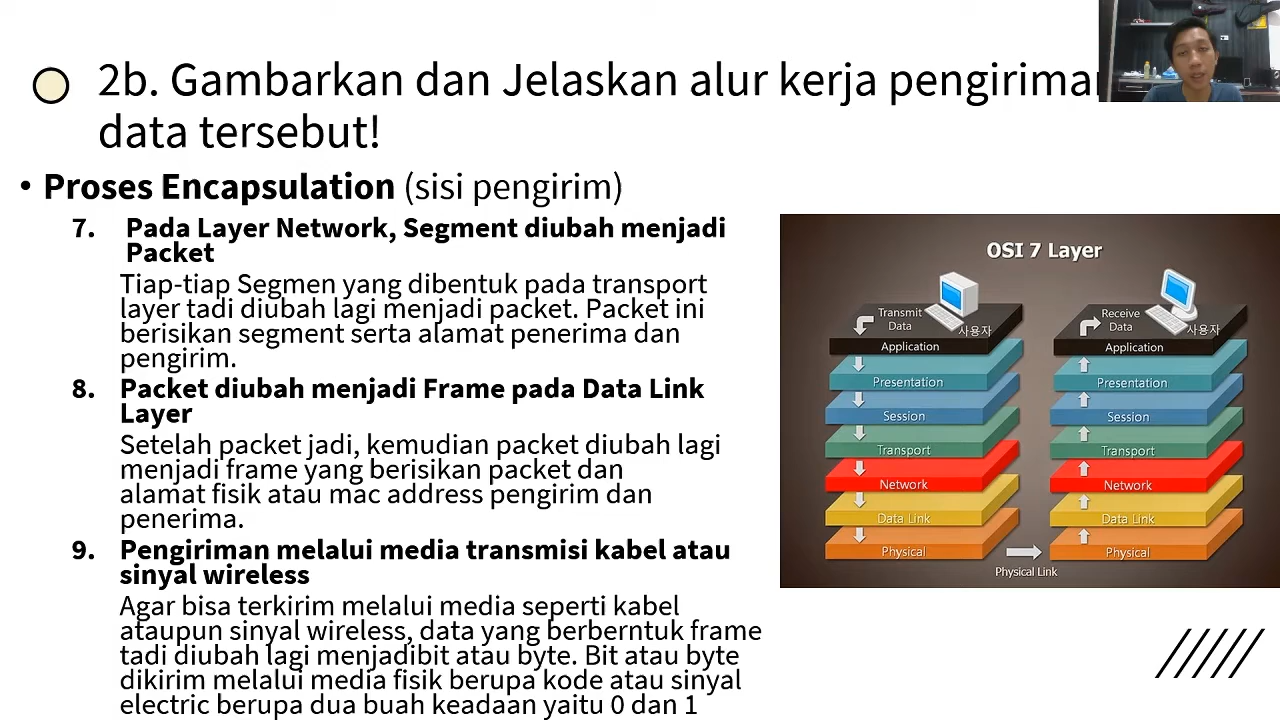 2b. Gambarkan dan Jelaskan alur kerja pengiriman
data tersebut!
• Proses Encapsulation (sisi pengirim)
7. Pada Layer Network, Segment diubah menjadi
Packet
Tiap-tiap Segmen yang dibentuk pada transport
layer tadi diubah lagi menjadi packet. Packet ini
berisikan segment serta alamat penerima dan
pengirim.
8. Packet diubah menjadi Frame pada Data Link
Layer
Setelah packet jadi, kemudian packet diubah lagi
menjadi frame yang berisikan packet dan
alamat fisik atau mac address pengirim dan
penerima.
9. Pengiriman melalui media transmisi kabel atau
sinyal wireless
Agar bisa terkirim melalui media seperti kabel
ataupun sinyal wireless, data yang berberntuk frame
tadi diubah lagi menjadibit atau byte. Bit atau byte
dikirim melalui media fisik berupa kode atau sinyal
electric berupa dua buah keadaan yaitu 0 dan 1
OSI 7 Layer
Transmit
Data
사용자
Application
Presentation
Session
Transport
Network
Data Link
Physical
Receive
Data
사용자
Application
Presentation
Session
Transport
Network
Data Link
Physical
Physical Link